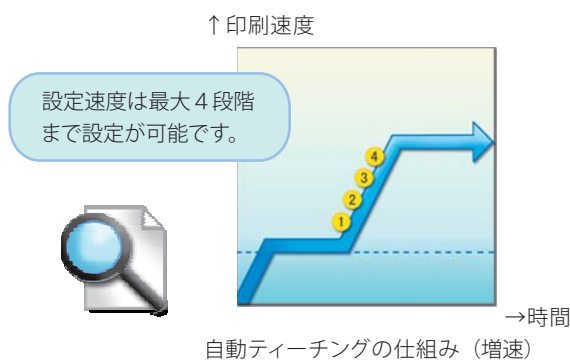 ↑印刷速度
設定速度は最大４段階
まで設定が可能です。
4
3
2
1
→時間
自動ティーチングの仕組み（増速）